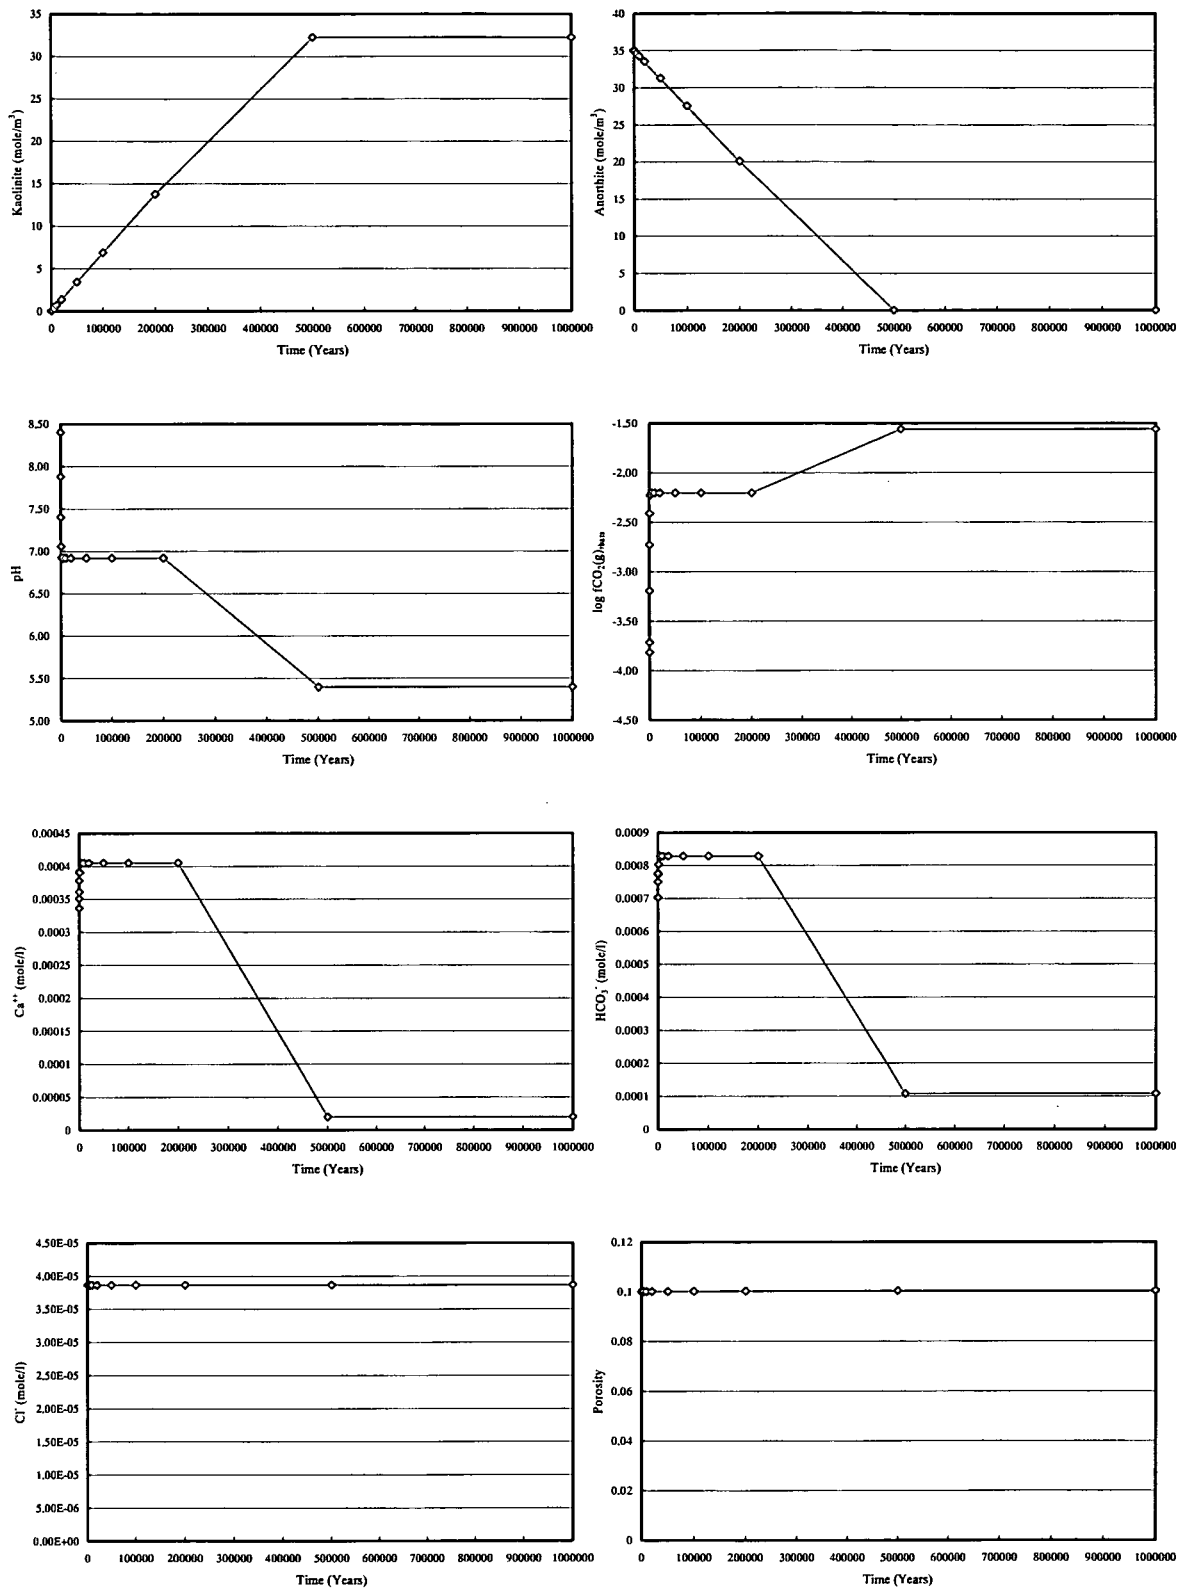 35
30
25
20
15
10
5
0
Kaolinite (mole/m³)
0 100000 200000 300000 400000 500000 600000 700000 800000 900000 1000000
Time (Years)
40
35
30
25
20
15
10
5
0
Anorthite (mole/m³)
0 100000 200000 300000 400000 500000 600000 700000 800000 900000 1000000
Time (Years)
8.50
8.00
7.50
7.00
6.50
6.00
5.50
5.00
pH
0 100000 200000 300000 400000 500000 600000 700000 800000 900000 1000000
Time (Years)
-1.50
-2.00
-2.50
-3.00
-3.50
-4.00
-4.50
log fCO₂(g)
0 100000 200000 300000 400000 500000 600000 700000 800000 900000 1000000
Time (Years)
0.00045
0.0004
0.00035
0.0003
0.00025
0.0002
0.00015
0.0001
0.00005
0
Ca⁺⁺ (mole/l)
0 100000 200000 300000 400000 500000 600000 700000 800000 900000 1000000
Time (Years)
0.0009
0.0008
0.0007
0.0006
0.0005
0.0004
0.0003
0.0002
0.0001
0
HCO₃⁻ (mole/l)
0 100000 200000 300000 400000 500000 600000 700000 800000 900000 1000000
Time (Years)
4.50E-05
4.00E-05
3.50E-05
3.00E-05
2.50E-05
2.00E-05
1.50E-05
1.00E-05
5.00E-06
0.00E+00
Cl⁻ (mole/l)
0 100000 200000 300000 400000 500000 600000 700000 800000 900000 1000000
Time (Years)
0.12
0.1
0.08
0.06
0.04
0.02
0
Porosity
0 100000 200000 300000 400000 500000 600000 700000 800000 900000 1000000
Time (Years)